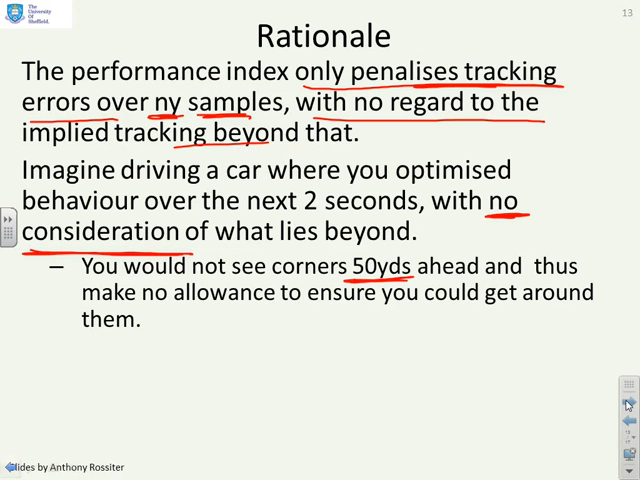 The
University
Of
Sheffield.
13
Rationale
The performance index only penalises tracking
errors over ny samples, with no regard to the
implied tracking beyond that.
Imagine driving a car where you optimised
behaviour over the next 2 seconds, with no
consideration of what lies beyond.
– You would not see corners 50yds ahead and thus
make no allowance to ensure you could get around
them.
Slides by Anthony Rossiter